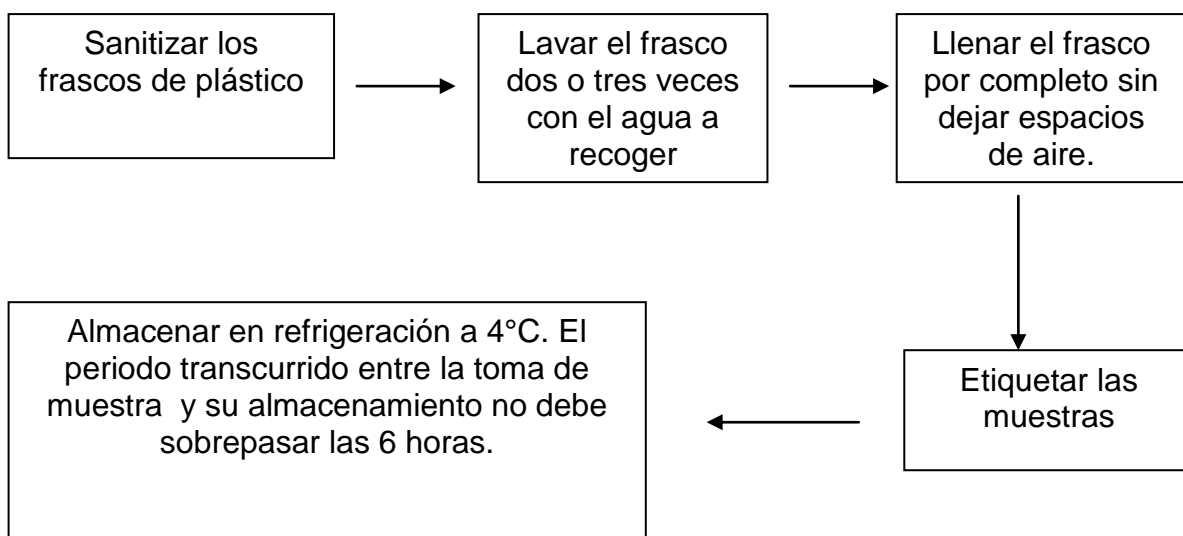 Sanitizar los
frascos de plástico
Lavar el frasco
dos o tres veces
con el agua a
recoger
Llenar el frasco
por completo sin
dejar espacios
de aire.
Etiquetar las
muestras
Almacenar en refrigeración a 4°C. El
periodo transcurrido entre la toma de
muestra y su almacenamiento no debe
sobrepasar las 6 horas.